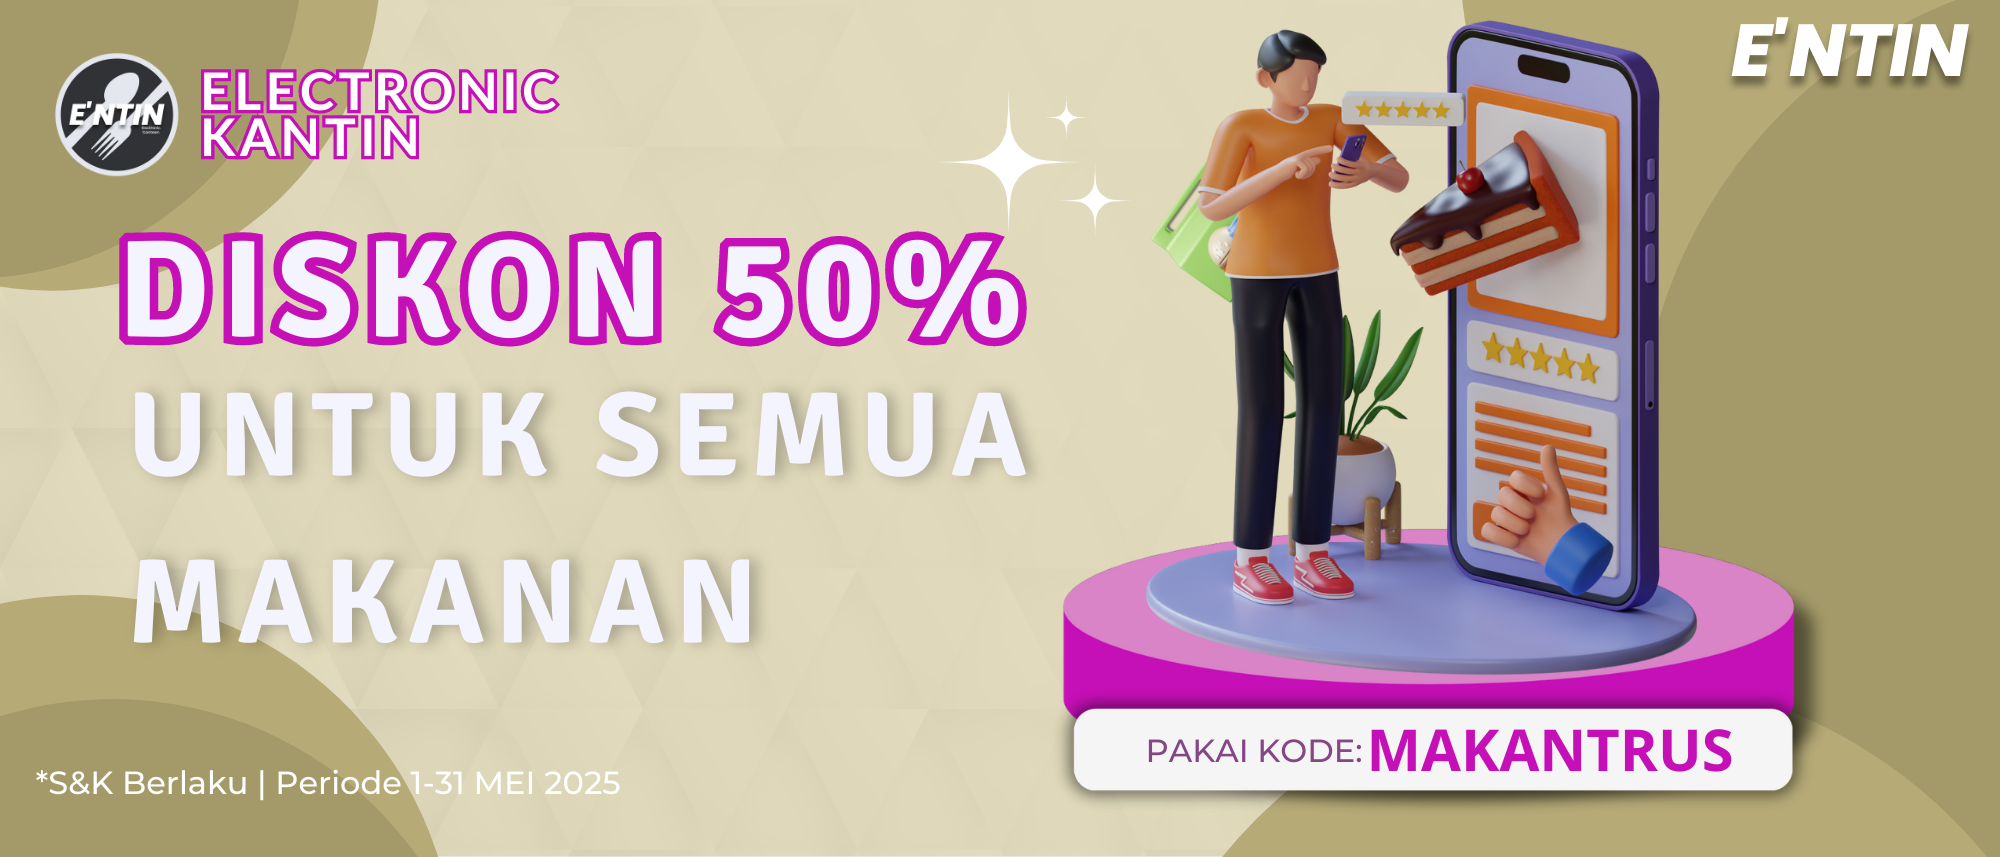 E'NTIN
ELECTRONIC
KANTIN
E'NTIN
DISKON 50%
UNTUK SEMUA
MAKANAN
PAKAI KODE: MAKANTRUS
*S&K Berlaku | Periode 1-31 MEI 2025